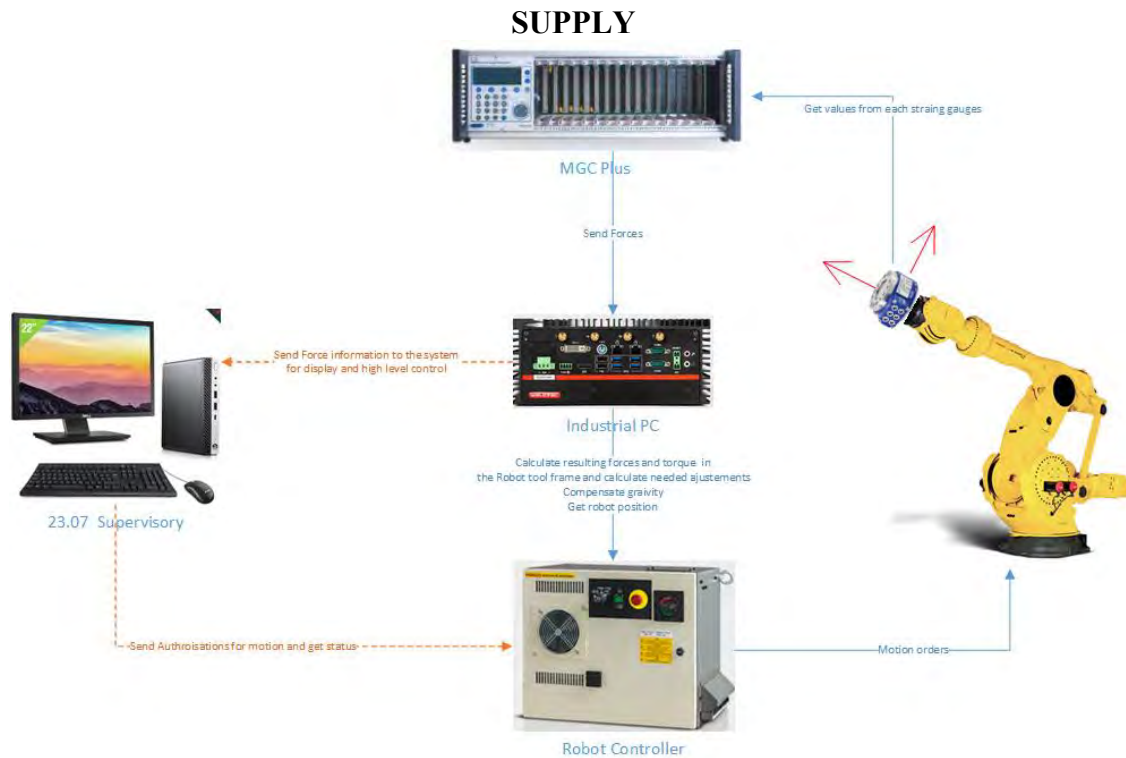 SUPPLY
Get values from each straing gauges
MGC Plus
Send Forces
22"
Send Force information to the system
for display and high level control
Industrial PC
Calculate resulting forces and torque in
the Robot tool frame and calculate needed ajustements
Compensate graivity
Get robot position
23.07 Supervisory
Send Authroisations for motion and get status
Motion orders
Robot Controller